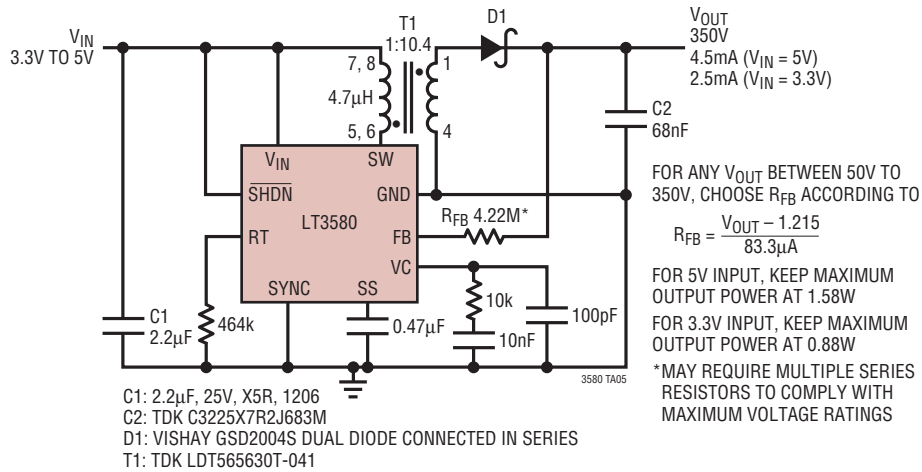 VIN
3.3V TO 5V
T1
1:10.4
D1
VOUT
350V
4.5mA (VIN = 5V)
2.5mA (VIN = 3.3V)
7, 8
1
4.7µH
5, 6
4
C2
68nF
VIN
SW
SHDN
GND
LT3580
RFB 4.22M*
RT
FB
VC
SYNC
SS
C1
2.2µF
464k
0.47µF
10k
10nF
100pF
3580 TA05
FOR ANY VOUT BETWEEN 50V TO
350V, CHOOSE RFB ACCORDING TO
RFB = VOUT – 1.215
83.3µA
FOR 5V INPUT, KEEP MAXIMUM
OUTPUT POWER AT 1.58W
FOR 3.3V INPUT, KEEP MAXIMUM
OUTPUT POWER AT 0.88W
*MAY REQUIRE MULTIPLE SERIES
RESISTORS TO COMPLY WITH
MAXIMUM VOLTAGE RATINGS
C1: 2.2µF, 25V, X5R, 1206
C2: TDK C3225X7R2J683M
D1: VISHAY GSD2004S DUAL DIODE CONNECTED IN SERIES
T1: TDK LDT565630T-041